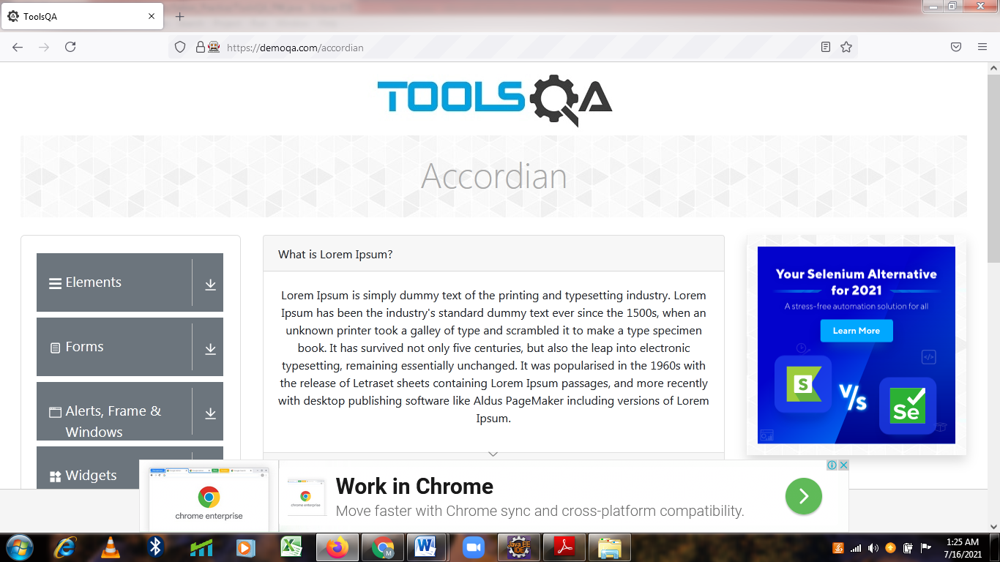 ToolsQA
https://demoqa.com/accordion
TOOLSQA
Accordian
Elements
Forms
Alerts, Frame &
Windows
Widgets
What is Lorem Ipsum?
Lorem Ipsum is simply dummy text of the printing and typesetting industry. Lorem
Ipsum has been the industry's standard dummy text ever since the 1500s, when an
unknown printer took a galley of type and scrambled it to make a type specimen
book. It has survived not only five centuries, but also the leap into electronic
typesetting, remaining essentially unchanged. It was popularised in the 1960s with
the release of Letraset sheets containing Lorem Ipsum passages, and more recently
with desktop publishing software like Aldus PageMaker including versions of Lorem
Ipsum.
Your Selenium Alternative
for 2021
A stress-free automation solution for all
Learn More
S
V/s
Se
chrome enterprise
chrome enterprise
Work in Chrome
Move faster with Chrome sync and cross-platform compatibility.
M
Java EE
IDE
1:25 AM
7/16/2021